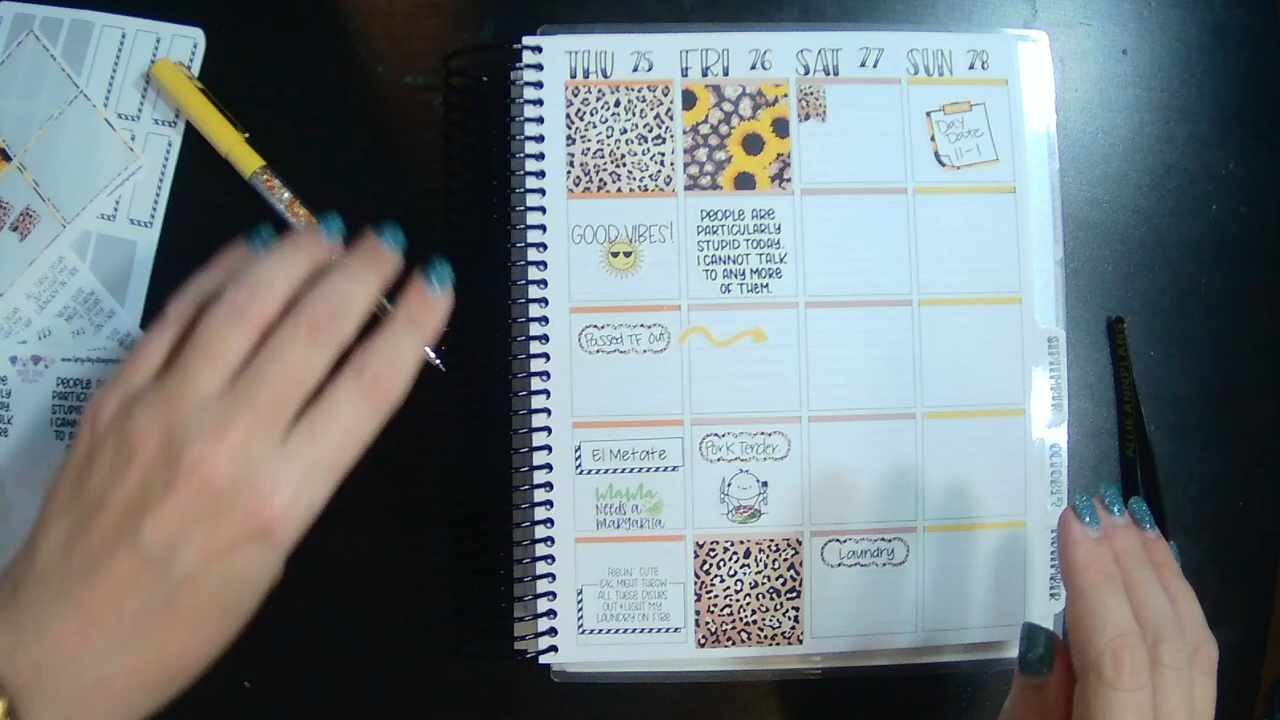 THU 25 FRI 26 SAT 27 SUN 28
Day
Date
11-1
GOOD VIBES!
PEOPLE ARE
PARTICULARLY
STUPID TODAY.
I CANNOT TALK
TO ANY MORE
OF THEM.
Passed TF Out
El Metate
MaMa
Needs a
margarita
Pork Tender
FEELIN' CUTE
IDK, MIGHT THROW
ALL THESE DISHES
OUT & LIGHT MY
LAUNDRY ON FIRE
Laundry
SEPTEMBER
OCTOBER
NOVEMBER
PEOPLE
PARTICU
STUPID
I CANN
TO A